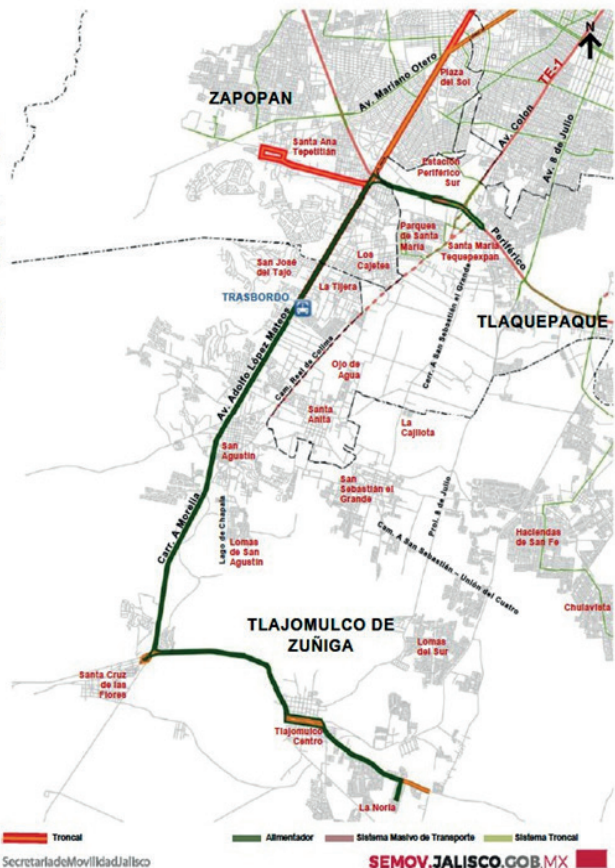 N
TE-1
Plaza
del Sol
Av. Mariano Otero
ZAPOPAN
Av. Colon
Av. 8 de Julio
Santa Ana
Tepetitlán
Estación
Periférico
Sur
Parques
de Santa
María
Santa María
Tequepexpan
Periférico
San José
del Tajo
Los
Cajetes
La Tijera
TRASBORDO
TLAQUEPAQUE
Av. Adolfo López Mateos
Cam. Real de Colima
Carr. A San Sebastián el Grande
Ojo de
Agua
Santa
Anita
La
Cajilota
San
Agustín
San
Sebastián el
Grande
Prol. 8 de Julio
Carr. A Morelia
Lago de Chapala
Lomas
de San
Agustín
Haciendas
de San Fe
Cam. A San Sebastián - Unión del Cuatro
Chulavista
TLAJOMULCO DE
ZUÑIGA
Lomas
del Sur
Santa Cruz
de las
Flores
Tlajomulco
Centro
La Noria
Troncal
Alimentador
Sistema Masivo de Transporte
Sistema Troncal
SecretaríadeMovilidadJalisco
SEMOV.JALISCO.GOB.MX